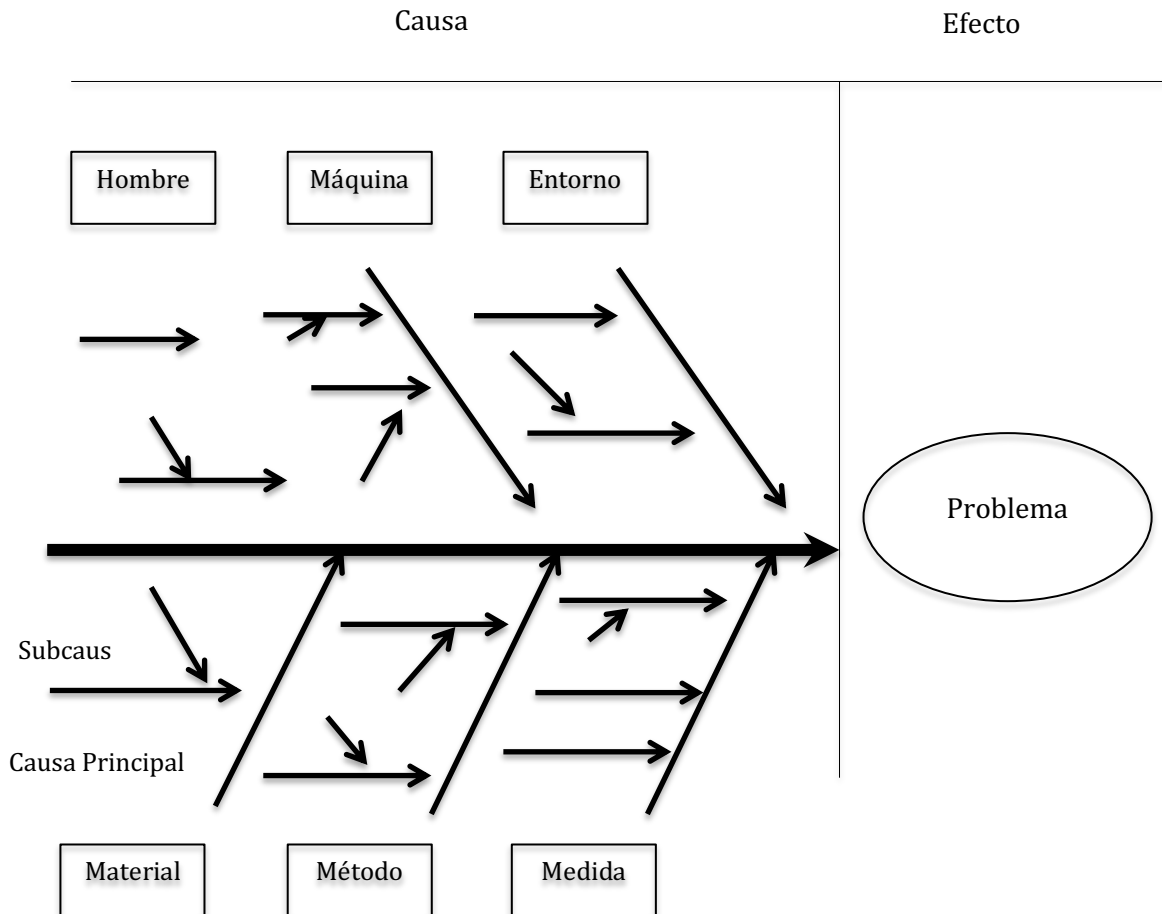 Causa
Efecto
Hombre
Máquina
Entorno
Problema
Subcaus
Causa Principal
Material
Método
Medida